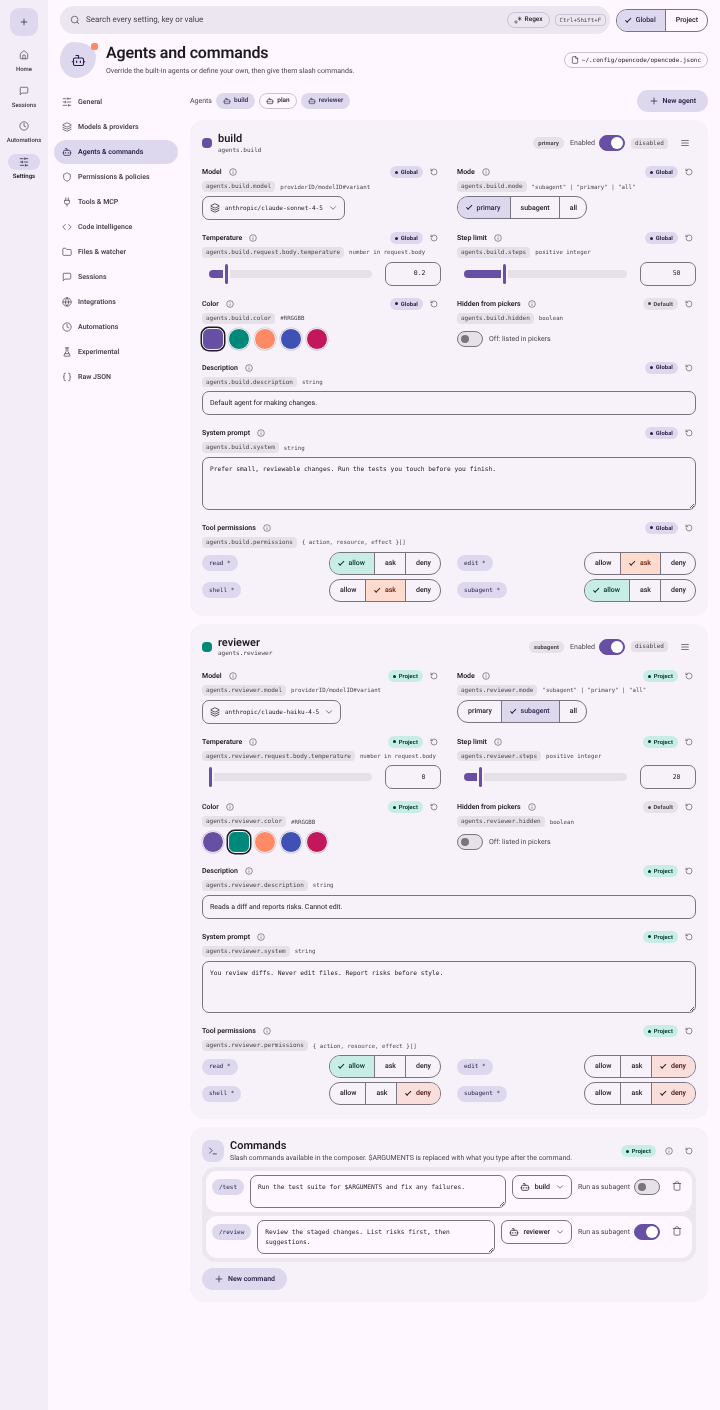 Search every setting, key or value
.* Regex
Ctrl+Shift+F
Global
Project
Home
Sessions
Automations
Settings
Agents and commands
Override the built-in agents or define your own, then give them slash commands.
~/.config/opencode/opencode.jsonc
General
Models & providers
Agents & commands
Permissions & policies
Tools & MCP
Code intelligence
Files & watcher
Sessions
Integrations
Automations
Experimental
Raw JSON
Agents
build
plan
reviewer
New agent
build
agents.build
primary
Enabled
disabled
Model
Global
agents.build.model providerID/modelID#variant
anthropic/claude-sonnet-4-5
Mode
Global
agents.build.mode "subagent" | "primary" | "all"
primary
subagent
all
Temperature
Global
agents.build.request.body.temperature number in request.body
0.2
Step limit
Global
agents.build.steps positive integer
50
Color
Global
agents.build.color #RRGGBB
Hidden from pickers
Default
agents.build.hidden boolean
Off: listed in pickers
Description
Global
agents.build.description string
Default agent for making changes.
System prompt
Global
agents.build.system string
Prefer small, reviewable changes. Run the tests you touch before you finish.
Tool permissions
Global
agents.build.permissions { action, resource, effect }[]
read *
allow
ask
deny
edit *
allow
ask
deny
shell *
allow
ask
deny
subagent *
allow
ask
deny
reviewer
agents.reviewer
subagent
Enabled
disabled
Model
Project
agents.reviewer.model providerID/modelID#variant
anthropic/claude-haiku-4-5
Mode
Project
agents.reviewer.mode "subagent" | "primary" | "all"
primary
subagent
all
Temperature
Project
agents.reviewer.request.body.temperature number in request.body
0
Step limit
Project
agents.reviewer.steps positive integer
20
Color
Project
agents.reviewer.color #RRGGBB
Hidden from pickers
Default
agents.reviewer.hidden boolean
Off: listed in pickers
Description
Project
agents.reviewer.description string
Reads a diff and reports risks. Cannot edit.
System prompt
Project
agents.reviewer.system string
You review diffs. Never edit files. Report risks before style.
Tool permissions
Project
agents.reviewer.permissions { action, resource, effect }[]
read *
allow
ask
deny
edit *
allow
ask
deny
shell *
allow
ask
deny
subagent *
allow
ask
deny
Commands
Slash commands available in the composer. $ARGUMENTS is replaced with what you type after the command.
Project
/test
Run the test suite for $ARGUMENTS and fix any failures.
build
Run as subagent
/review
Review the staged changes. List risks first, then
suggestions.
reviewer
Run as subagent
New command